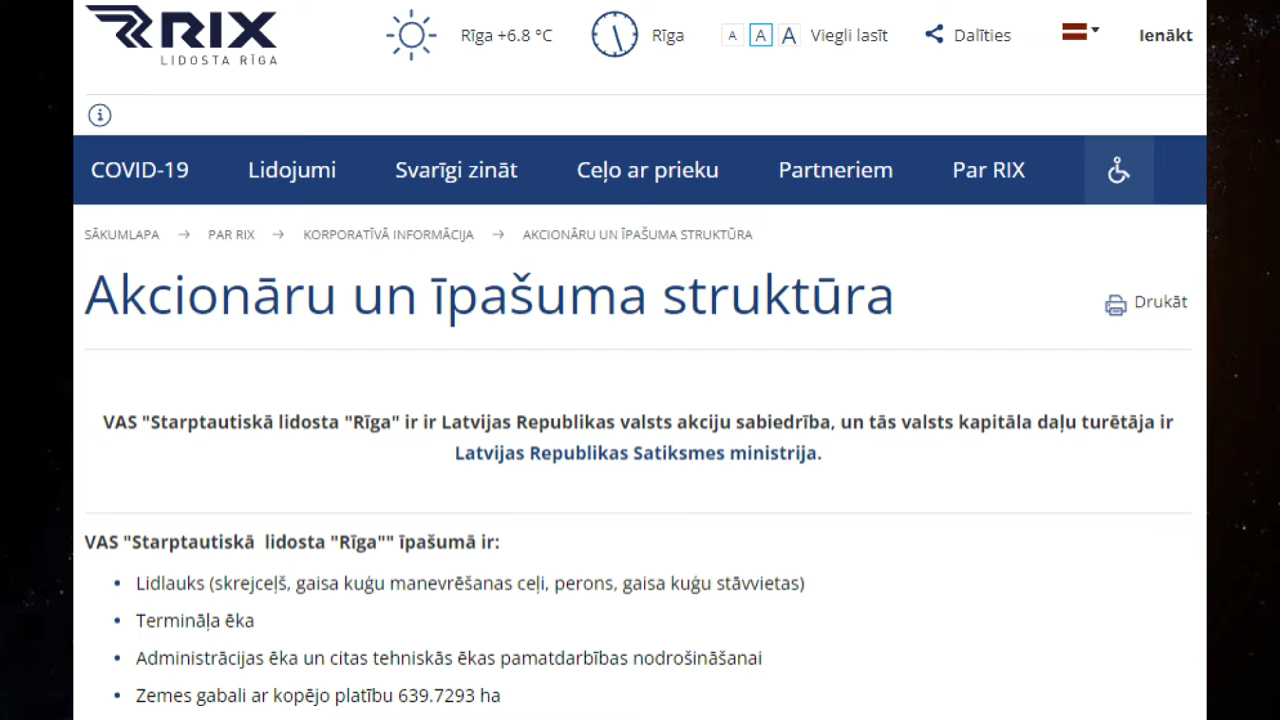 RIX
LIDOSTA RĪGA
Rīga +6.8 °C
Rīga
A A A Viegli lasīt
Dalīties
Ienākt
COVID-19 Lidojumi Svarīgi zināt Ceļo ar prieku Partneriem Par RIX
SĀKUMLAPA → PAR RIX → KORPORATĪVĀ INFORMĀCIJA → AKCIONĀRU UN ĪPAŠUMA STRUKTŪRA
Akcionāru un īpašuma struktūra
Drukāt
VAS "Starptautiskā lidosta "Rīga" ir ir Latvijas Republikas valsts akciju sabiedrība, un tās valsts kapitāla daļu turētāja ir
Latvijas Republikas Satiksmes ministrija.
VAS "Starptautiskā lidosta "Rīga"" īpašumā ir:
• Lidlauks (skrejceļš, gaisa kuģu manevrēšanas ceļi, perons, gaisa kuģu stāvvietas)
• Termināļa ēka
• Administrācijas ēka un citas tehniskās ēkas pamatdarbības nodrošināšanai
• Zemes gabali ar kopējo platību 639.7293 ha